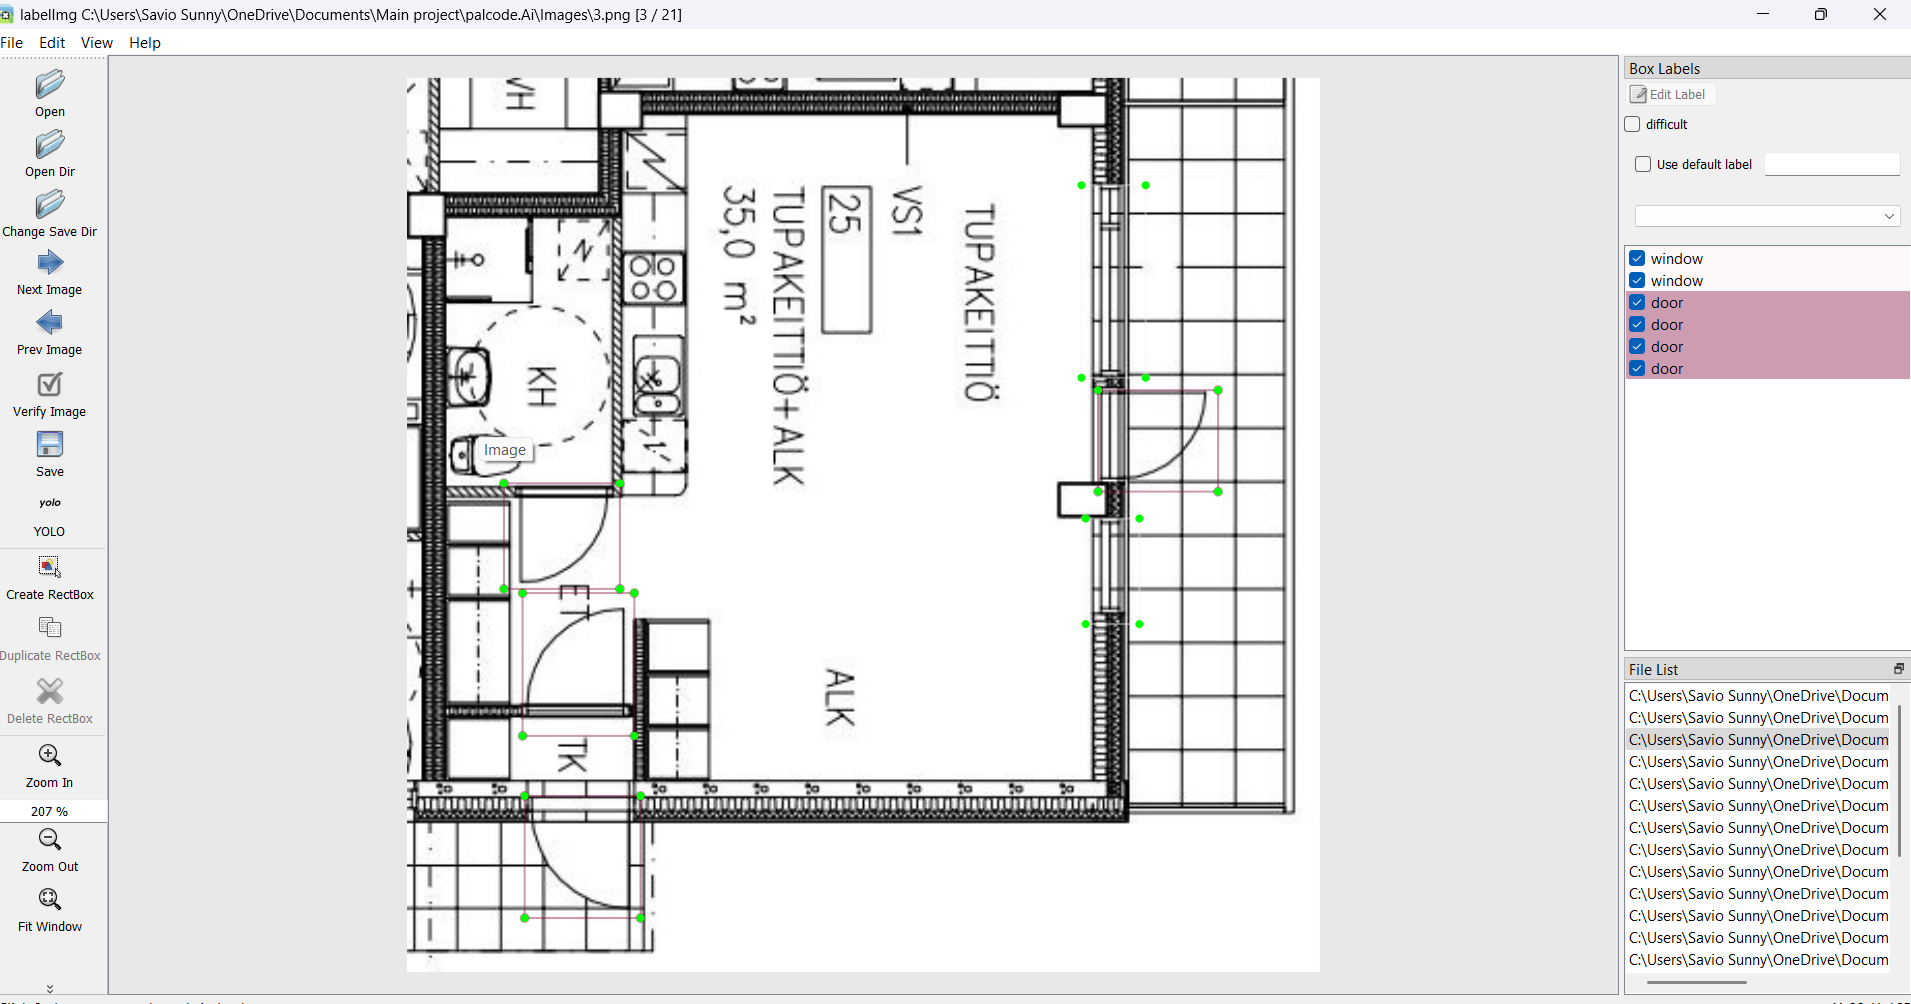 labelImg C:\Users\Savio Sunny\OneDrive\Documents\Main project\palcode.Ai\Images\3.png [3 / 21]
File Edit View Help
Open
Open Dir
Change Save Dir
Next Image
Prev Image
Verify Image
Save
yolo
YOLO
Create RectBox
Duplicate RectBox
Delete RectBox
Zoom In
207 %
Zoom Out
Fit Window
VH
KH
Image
ET
TK
35,0 m²
TUPAKEITTIÖ+ALK
25
VS1
TUPAKEITTIÖ
ALK
Box Labels
Edit Label
difficult
Use default label
window
window
door
door
door
door
File List
C:\Users\Savio Sunny\OneDrive\Docum
C:\Users\Savio Sunny\OneDrive\Docum
C:\Users\Savio Sunny\OneDrive\Docum
C:\Users\Savio Sunny\OneDrive\Docum
C:\Users\Savio Sunny\OneDrive\Docum
C:\Users\Savio Sunny\OneDrive\Docum
C:\Users\Savio Sunny\OneDrive\Docum
C:\Users\Savio Sunny\OneDrive\Docum
C:\Users\Savio Sunny\OneDrive\Docum
C:\Users\Savio Sunny\OneDrive\Docum
C:\Users\Savio Sunny\OneDrive\Docum
C:\Users\Savio Sunny\OneDrive\Docum
C:\Users\Savio Sunny\OneDrive\Docum